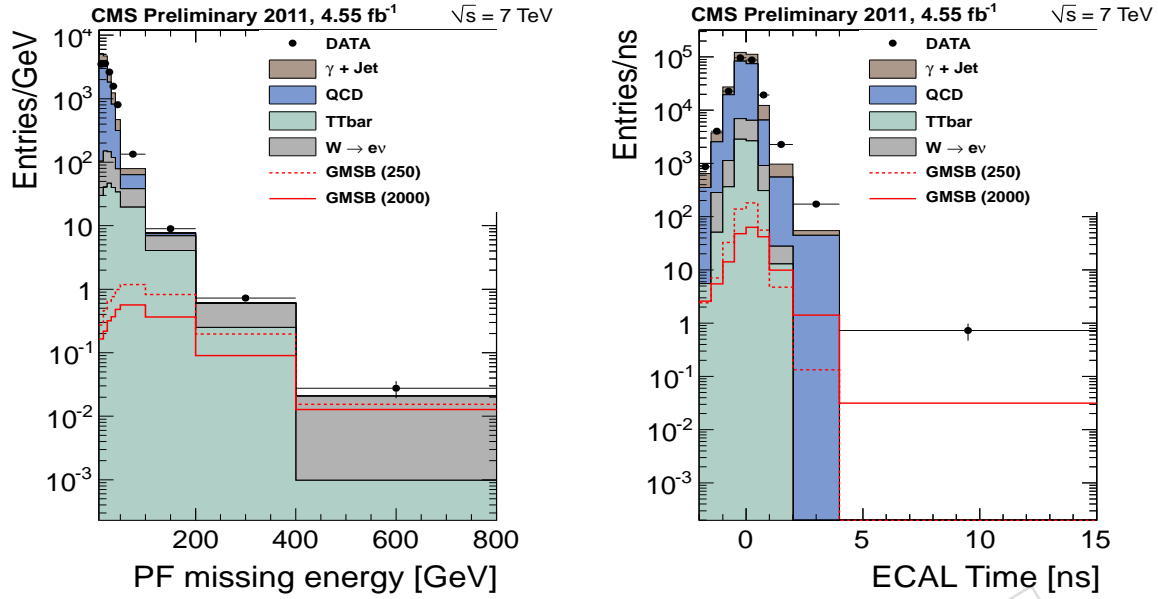 CMS Preliminary 2011, 4.55 fb⁻¹ √s = 7 TeV
Entries/GeV
10⁴
10³
10²
10
1
10⁻¹
10⁻²
10⁻³
DATA
γ + Jet
QCD
TTbar
W → eν
GMSB (250)
GMSB (2000)
200 400 600 800
PF missing energy [GeV]
CMS Preliminary 2011, 4.55 fb⁻¹ √s = 7 TeV
Entries/ns
10⁵
10⁴
10³
10²
10
1
10⁻¹
10⁻²
10⁻³
DATA
γ + Jet
QCD
TTbar
W → eν
GMSB (250)
GMSB (2000)
0 5 10 15
ECAL Time [ns]